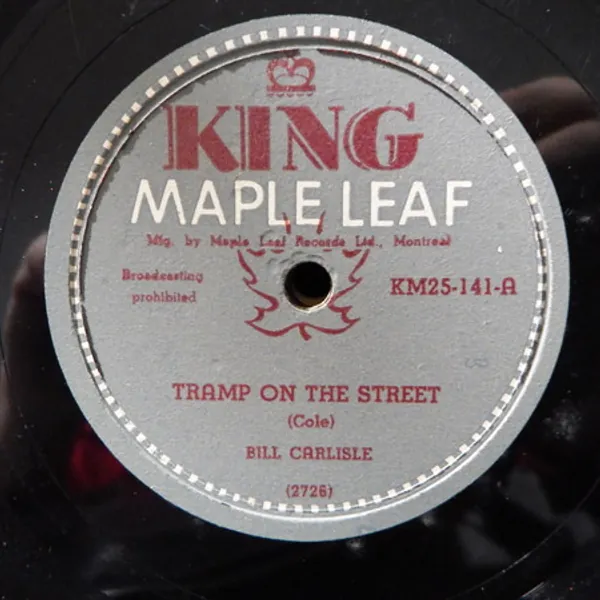 KING
MAPLE LEAF
Mfg. by Maple Leaf Records Ltd., Montreal
Broadcasting
prohibited
KM25-141-A
TRAMP ON THE STREET
(Cole)
BILL CARLISLE
(2726)